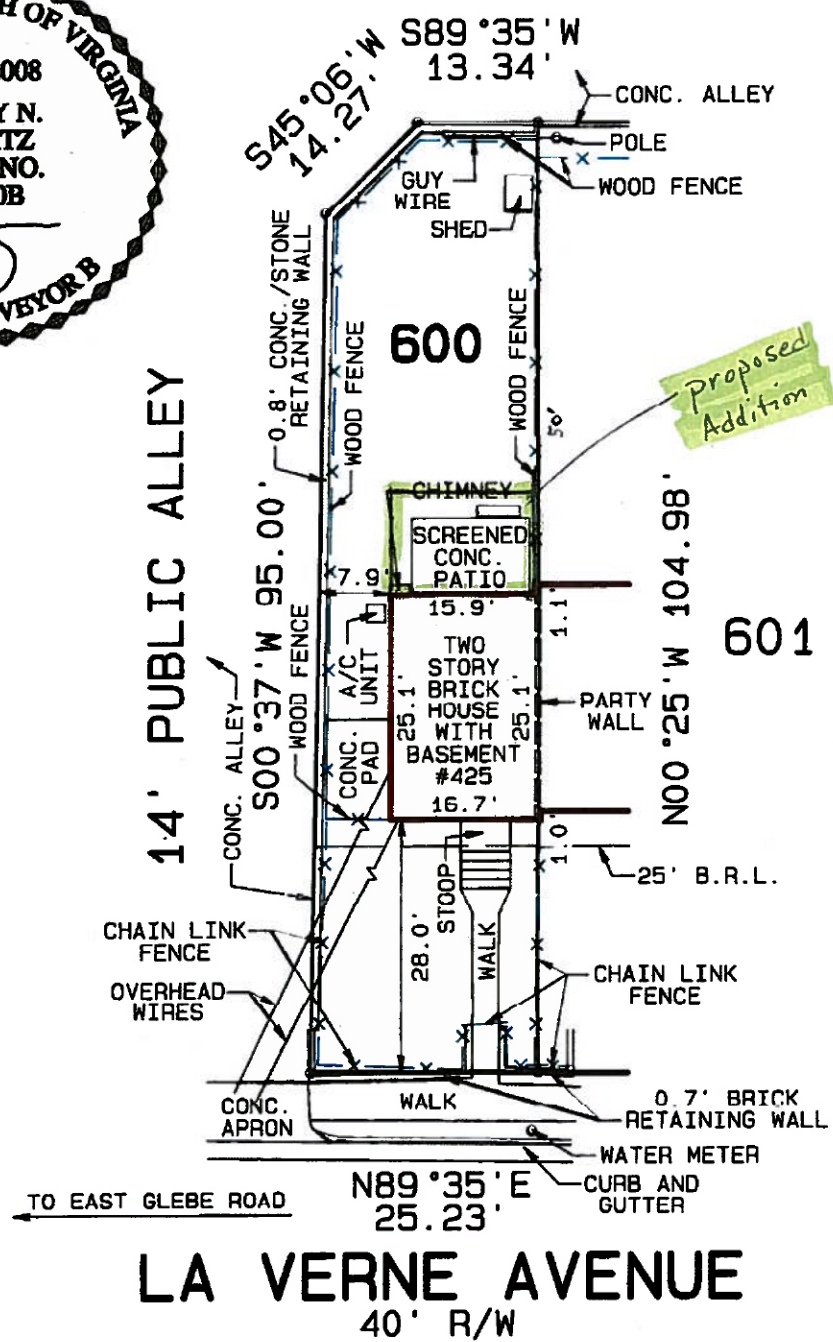 H OF VIRGINIA
008
Y N.
TZ
NO.
0B
VEYOR B
S45°06'W
14.27'
S89°35'W
13.34'
CONC. ALLEY
POLE
WOOD FENCE
GUY
WIRE
SHED
0.8' CONC./STONE
RETAINING WALL
WOOD FENCE
600
WOOD FENCE
50'
proposed
Addition
14' PUBLIC ALLEY
S00°37'W 95.00'
CHIMNEY
SCREENED
CONC.
PATIO
7.9'
15.9'
1.1'
N00°25'W 104.98'
601
CONC. ALLEY
WOOD FENCE
A/C
UNIT
CONC.
PAD
25.1'
TWO
STORY
BRICK
HOUSE
WITH
BASEMENT
#425
25.1'
16.7'
PARTY
WALL
1.0'
25' B.R.L.
STOOP
28.0'
WALK
CHAIN LINK
FENCE
OVERHEAD
WIRES
CHAIN LINK
FENCE
CONC.
APRON
WALK
0.7' BRICK
RETAINING WALL
WATER METER
CURB AND
GUTTER
TO EAST GLEBE ROAD
N89°35'E
25.23'
LA VERNE AVENUE
40' R/W